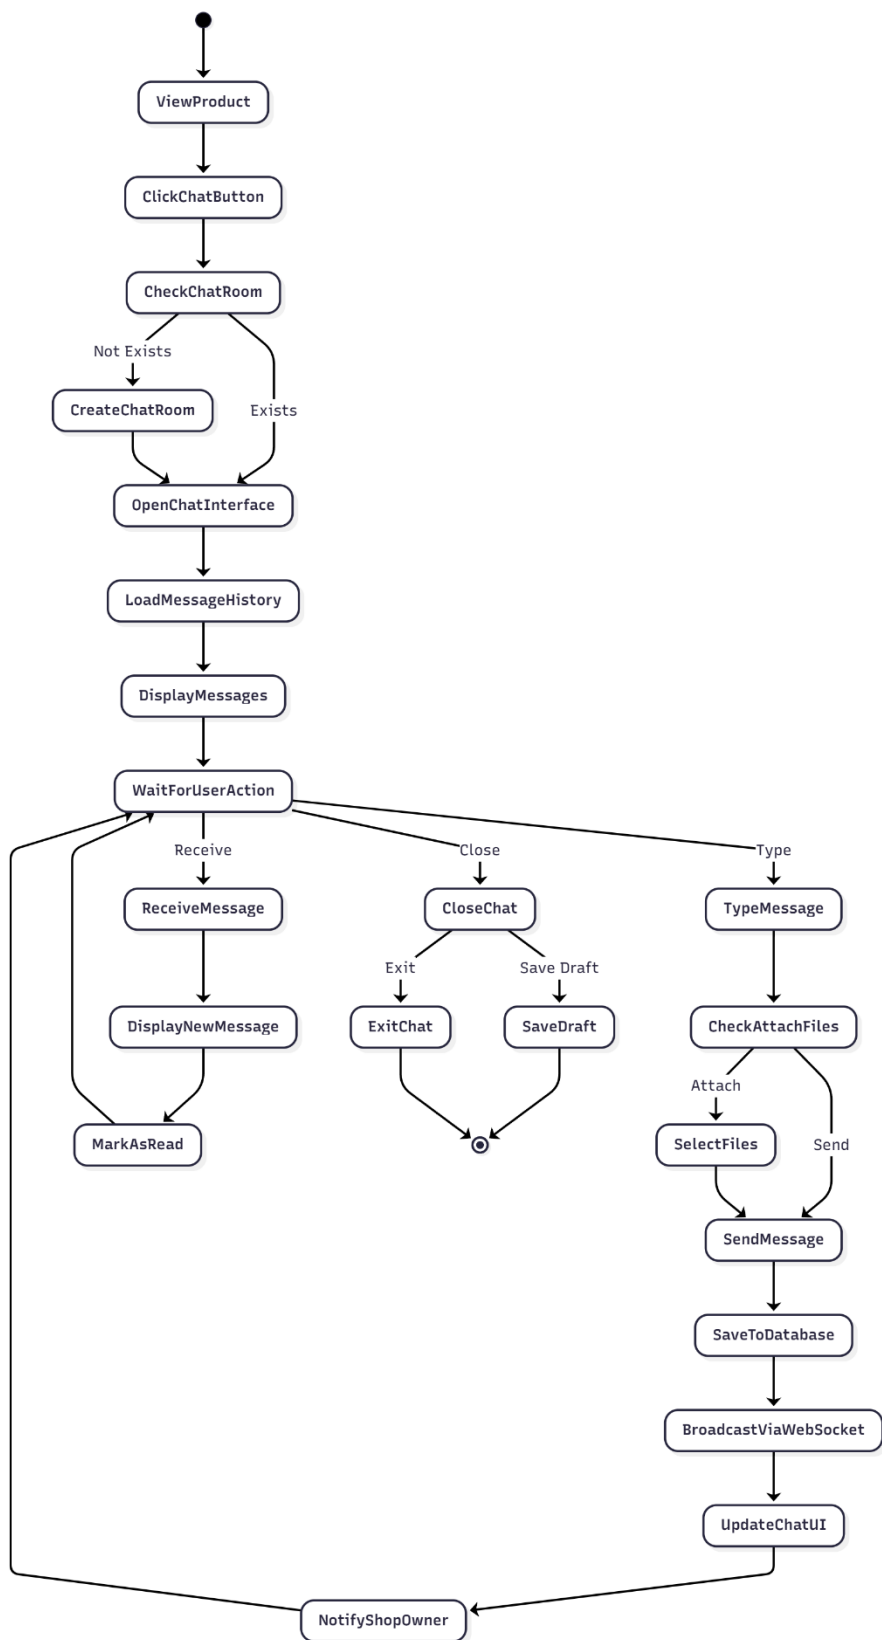 ViewProduct
ClickChatButton
CheckChatRoom
Not Exists
CreateChatRoom
Exists
OpenChatInterface
LoadMessageHistory
DisplayMessages
WaitForUserAction
Receive
Close
Type
ReceiveMessage
CloseChat
TypeMessage
Exit
Save Draft
DisplayNewMessage
ExitChat
SaveDraft
CheckAttachFiles
Attach
MarkAsRead
SelectFiles
Send
SendMessage
SaveToDatabase
BroadcastViaWebSocket
UpdateChatUI
NotifyShopOwner